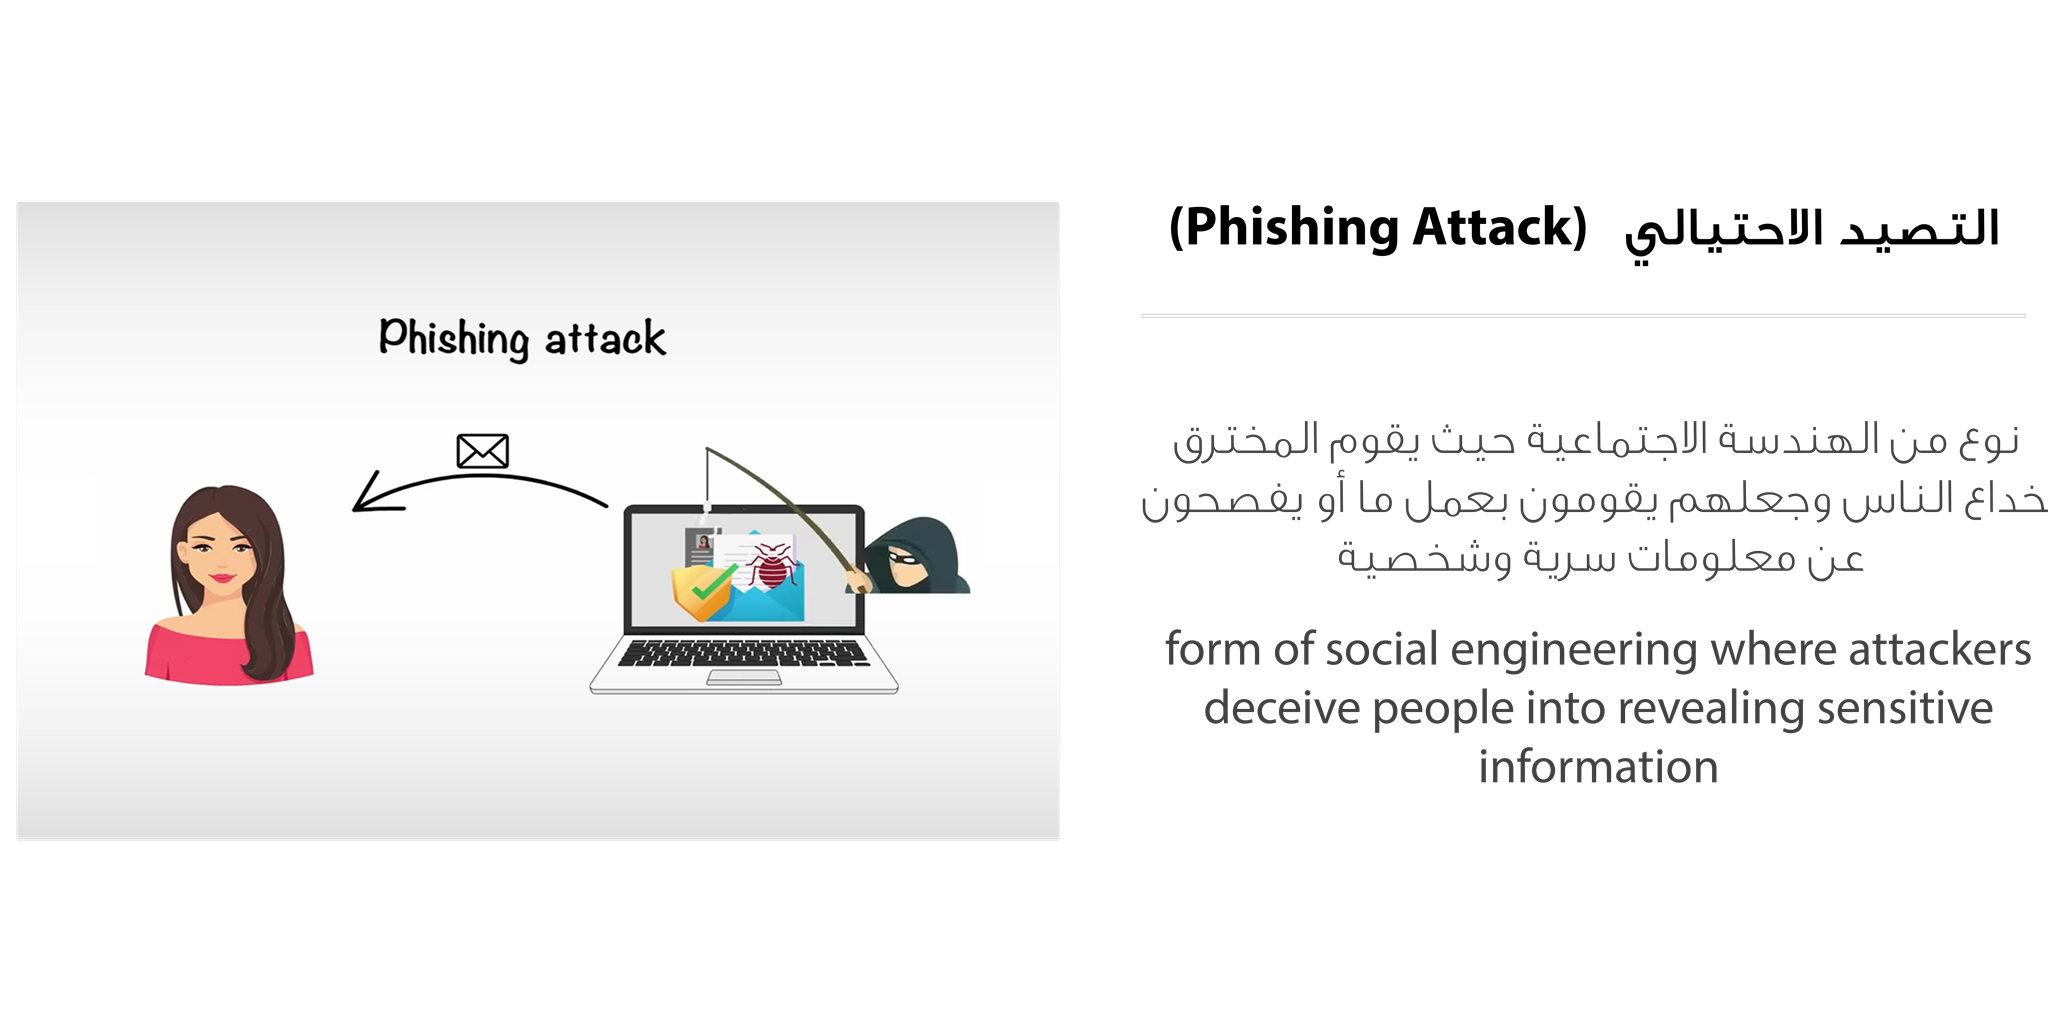 Phishing attack
التصيد الاحتيالي (Phishing Attack)
نوع من الهندسة الاجتماعية حيث يقوم المخترق
الناس وجعلهم يقومون بعمل ما أو يفصحون
عن معلومات سرية وشخصية
form of social engineering where attackers
deceive people into revealing sensitive
information